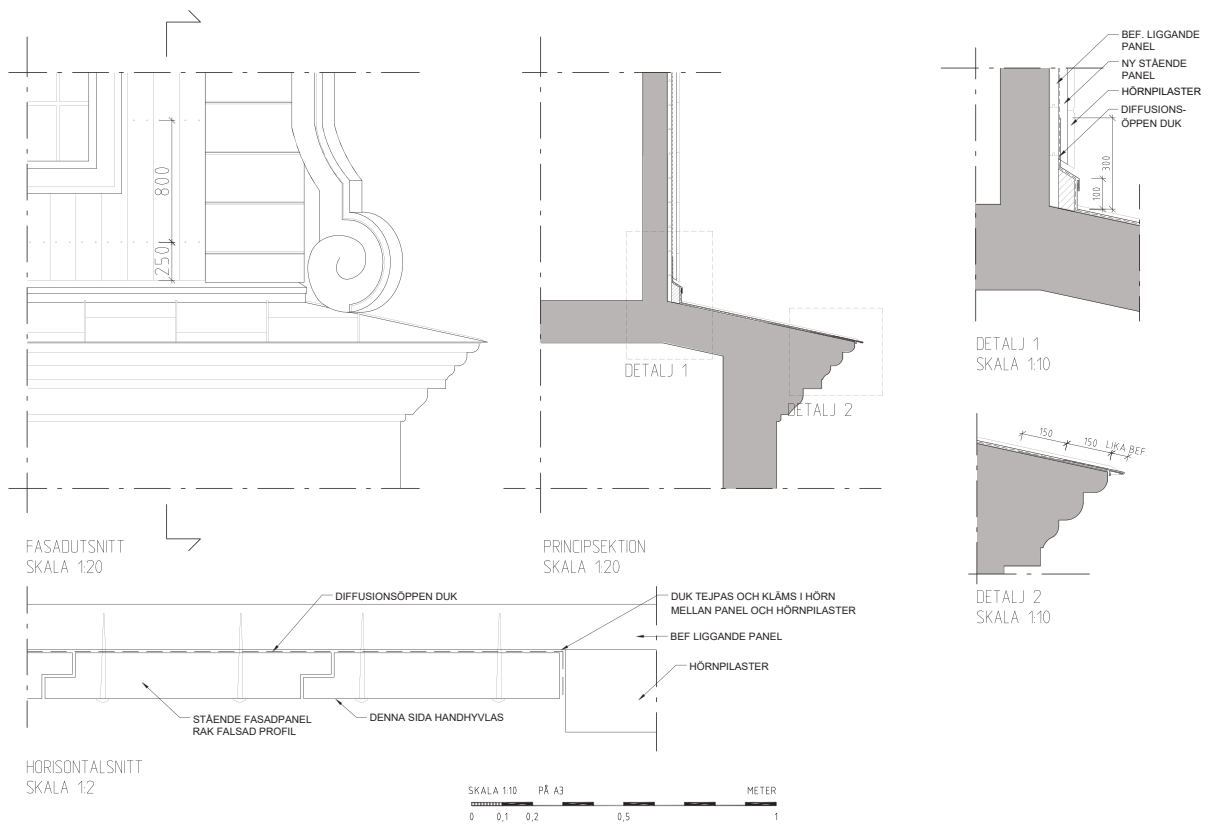 BEF. LIGGANDE
PANEL
NY STÅENDE
PANEL
HÖRNPILASTER
DIFFUSIONS-
ÖPPEN DUK
800
250
300
100
DETALJ 1
DETALJ 2
DETALJ 1
SKALA 1:10
150
150
LIKA BEF
FASADUTSNITT
SKALA 1:20
PRINCIPSEKTION
SKALA 1:20
DETALJ 2
SKALA 1:10
DIFFUSIONSÖPPEN DUK
DUK TEJPAS OCH KLÄMS I HÖRN
MELLAN PANEL OCH HÖRNPILASTER
BEF LIGGANDE PANEL
HÖRNPILASTER
STÅENDE FASADPANEL
RAK FALSAD PROFIL
DENNA SIDA HANDHYVLAS
HORISONTALSNITT
SKALA 1:2
SKALA 1:10 PÅ A3 METER
0 0,1 0,2 0,5 1